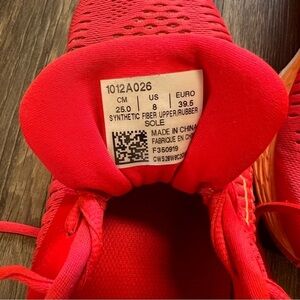 1012A026
CM | US | EURO
25.0 | 8 | 39.5
SYNTHETIC FIBER UPPER/RUBBER
SOLE
MADE IN CHINA
FABRIQUE EN
F350919